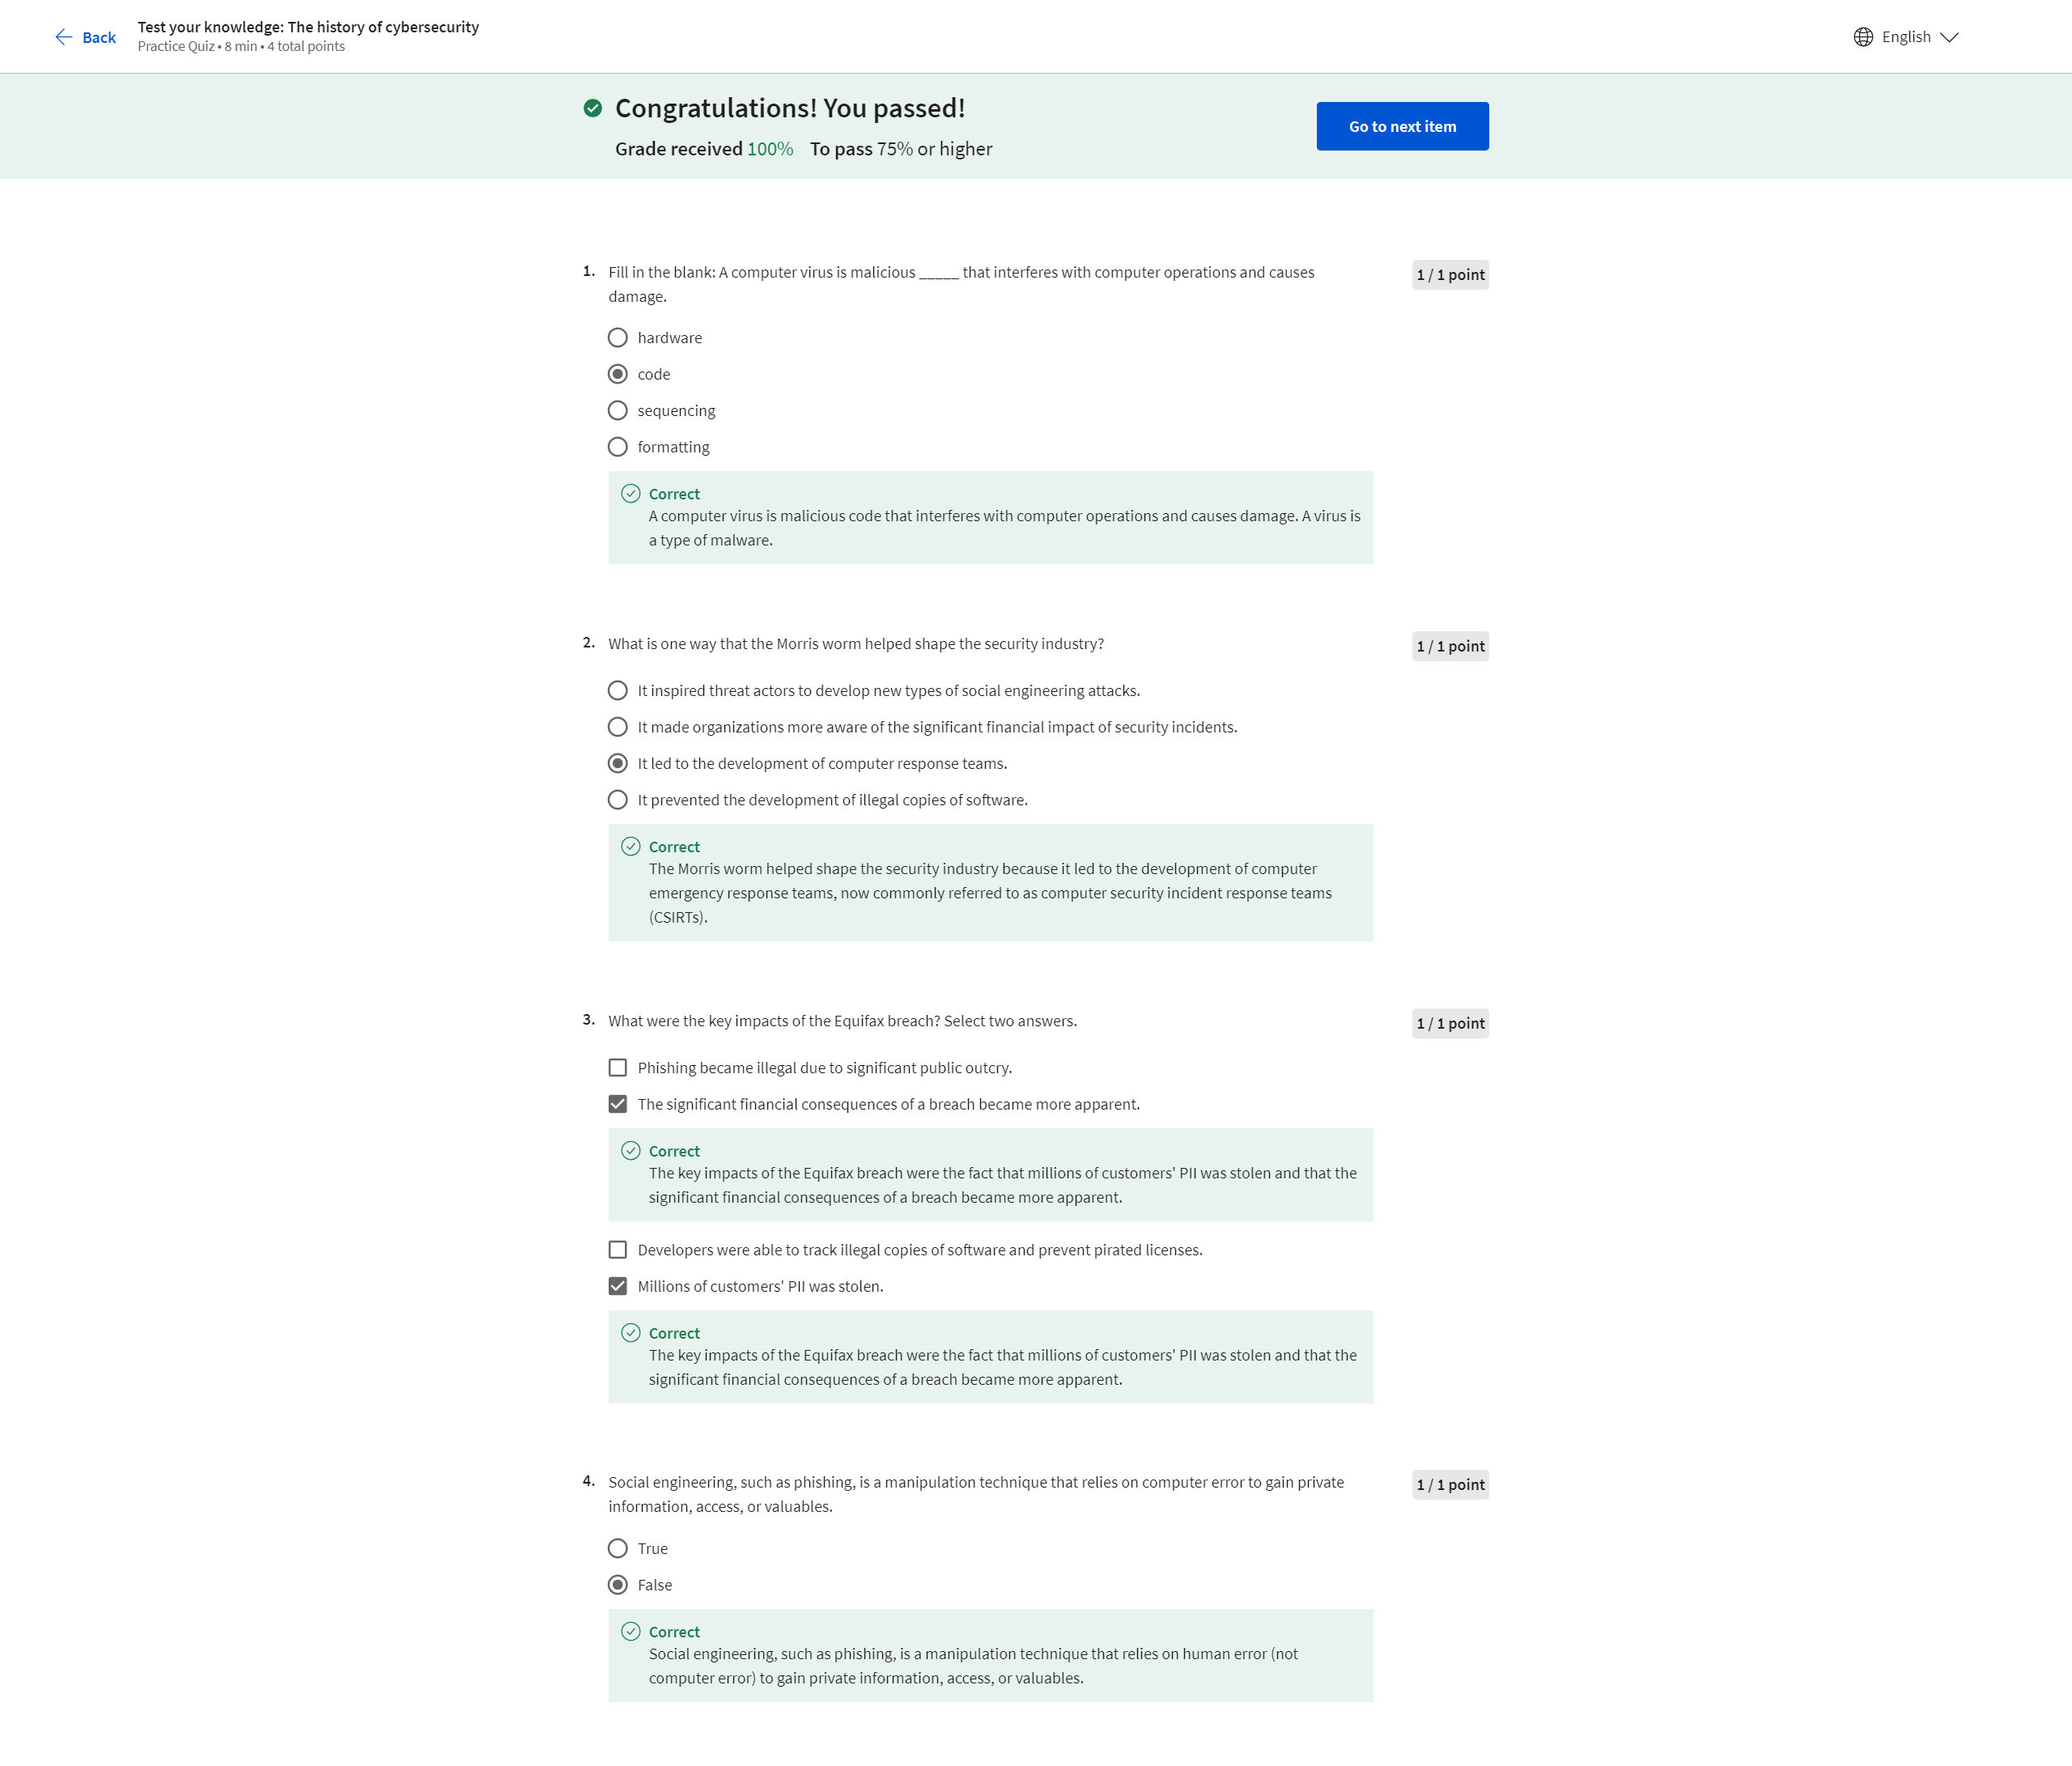 Back
Test your knowledge: The history of cybersecurity
Practice Quiz • 8 min • 4 total points
English
Congratulations! You passed!
Grade received 100% To pass 75% or higher
Go to next item
1. Fill in the blank: A computer virus is malicious _____ that interferes with computer operations and causes
damage.
1 / 1 point
hardware
code
sequencing
formatting
Correct
A computer virus is malicious code that interferes with computer operations and causes damage. A virus is
a type of malware.
2. What is one way that the Morris worm helped shape the security industry?
1 / 1 point
It inspired threat actors to develop new types of social engineering attacks.
It made organizations more aware of the significant financial impact of security incidents.
It led to the development of computer response teams.
It prevented the development of illegal copies of software.
Correct
The Morris worm helped shape the security industry because it led to the development of computer
emergency response teams, now commonly referred to as computer security incident response teams
(CSIRTs).
3. What were the key impacts of the Equifax breach? Select two answers.
1 / 1 point
Phishing became illegal due to significant public outcry.
The significant financial consequences of a breach became more apparent.
Correct
The key impacts of the Equifax breach were the fact that millions of customers' PII was stolen and that the
significant financial consequences of a breach became more apparent.
Developers were able to track illegal copies of software and prevent pirated licenses.
Millions of customers' PII was stolen.
Correct
The key impacts of the Equifax breach were the fact that millions of customers' PII was stolen and that the
significant financial consequences of a breach became more apparent.
4. Social engineering, such as phishing, is a manipulation technique that relies on computer error to gain private
information, access, or valuables.
1 / 1 point
True
False
Correct
Social engineering, such as phishing, is a manipulation technique that relies on human error (not
computer error) to gain private information, access, or valuables.